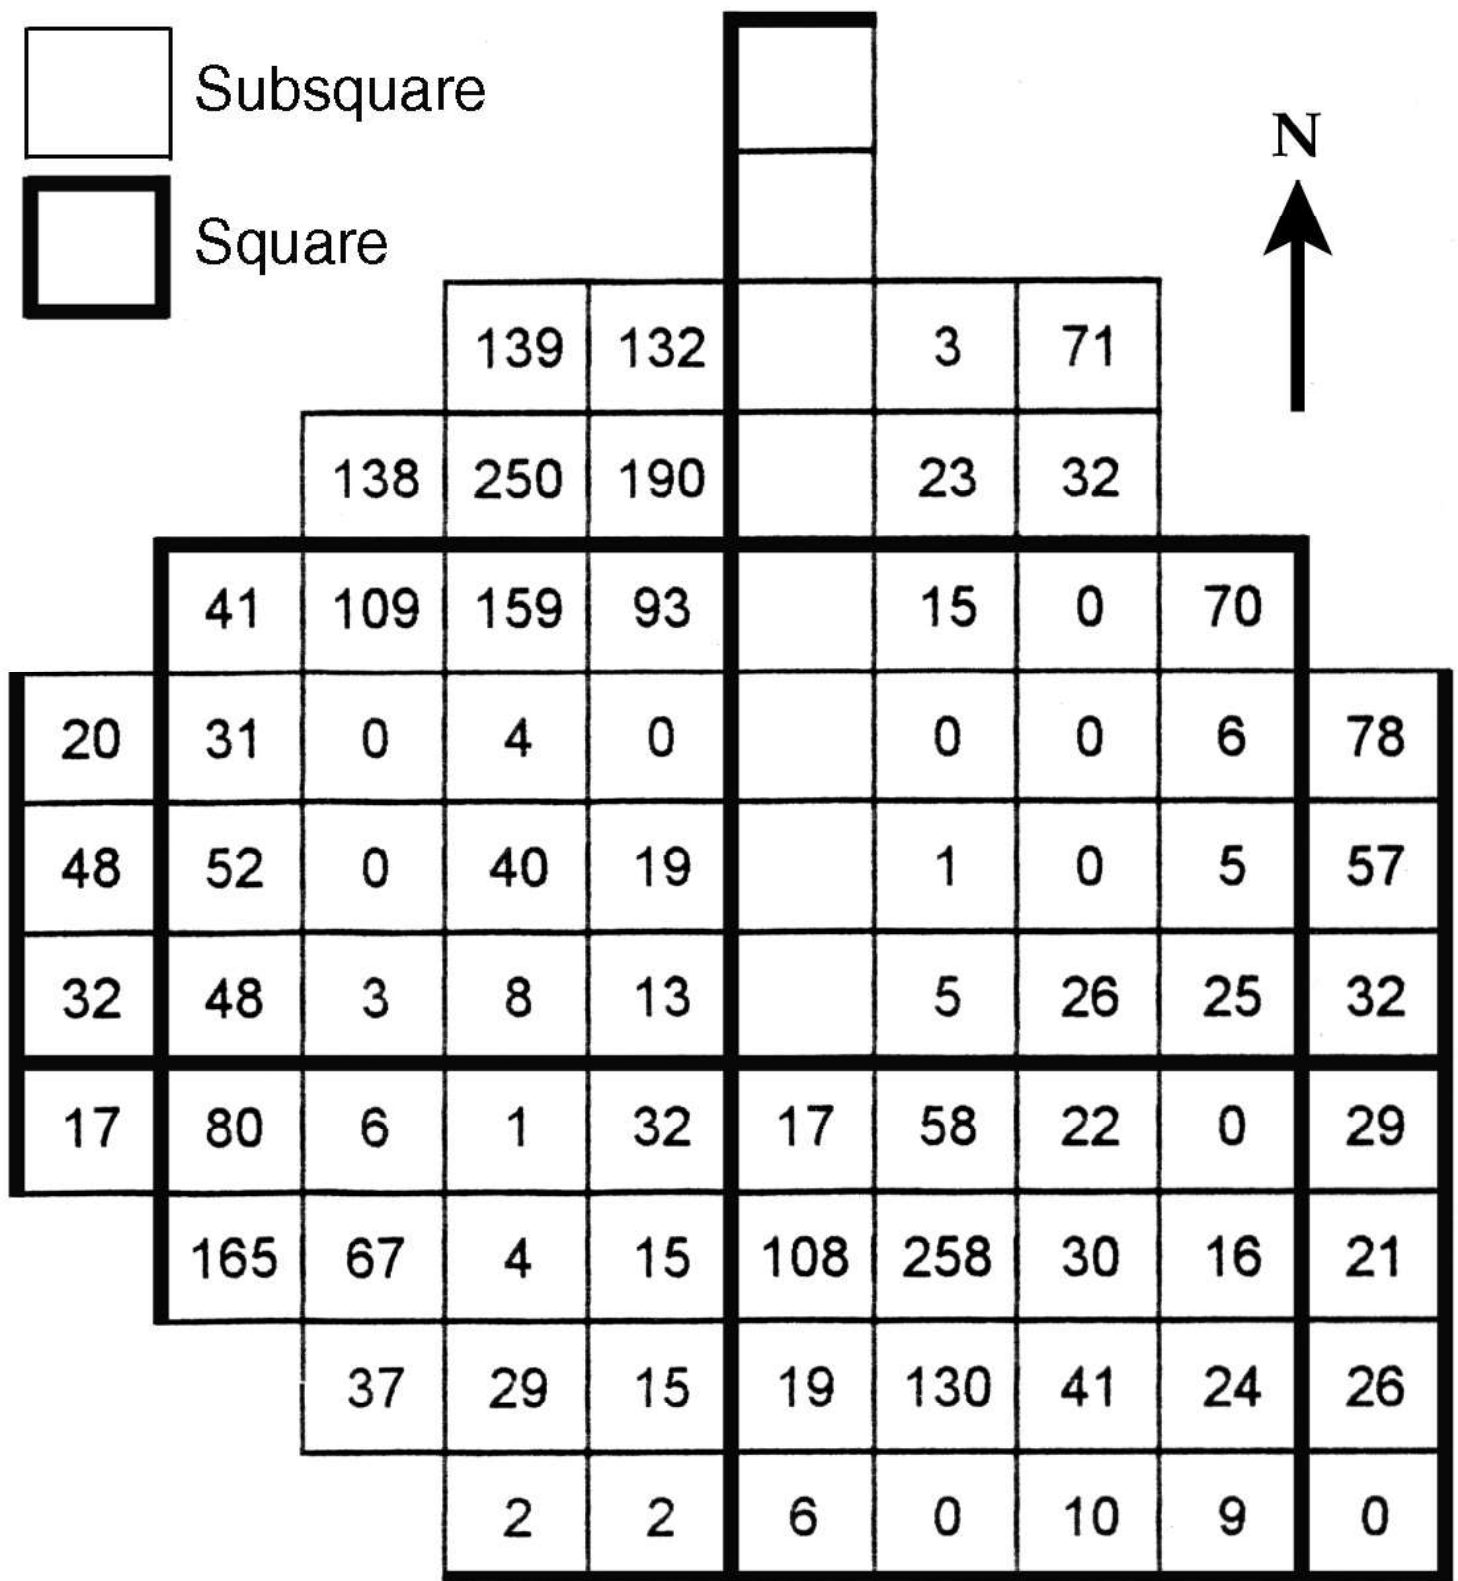 Subsquare
N
Square
139 132 3 71
138 250 190 23 32
41 109 159 93 15 0 70
20 31 0 4 0 0 0 6 78
48 52 0 40 19 1 0 5 57
32 48 3 8 13 5 26 25 32
17 80 6 1 32 17 58 22 0 29
165 67 4 15 108 258 30 16 21
37 29 15 19 130 41 24 26
2 2 6 0 10 9 0